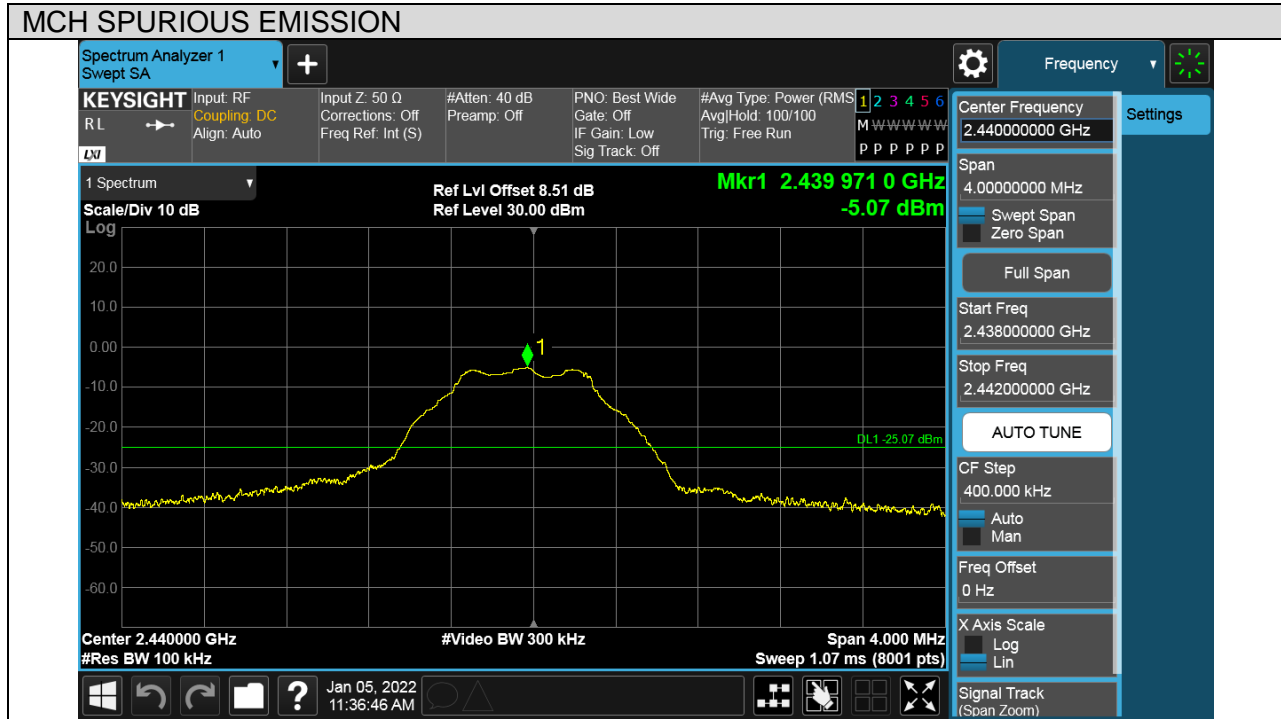 MCH SPURIOUS EMISSION
Spectrum Analyzer 1
Swept SA
+
Frequency
KEYSIGHT
RL
LXI
Input: RF
Coupling: DC
Align: Auto
Input Z: 50 Ω
Corrections: Off
Freq Ref: Int (S)
#Atten: 40 dB
Preamp: Off
PNO: Best Wide
Gate: Off
IF Gain: Low
Sig Track: Off
#Avg Type: Power (RMS
Avg|Hold: 100/100
Trig: Free Run
1 2 3 4 5 6
M W W W W W
P P P P P P
Center Frequency
2.440000000 GHz
Settings
Span
4.00000000 MHz
Swept Span
Zero Span
Full Span
Start Freq
2.438000000 GHz
Stop Freq
2.442000000 GHz
AUTO TUNE
CF Step
400.000 kHz
Auto
Man
Freq Offset
0 Hz
X Axis Scale
Log
Lin
Signal Track
(Span Zoom)
1 Spectrum
Scale/Div 10 dB
Log
Ref Lvl Offset 8.51 dB
Ref Level 30.00 dBm
Mkr1 2.439 971 0 GHz
-5.07 dBm
20.0
10.0
0.00
-10.0
-20.0
-30.0
-40.0
-50.0
-60.0
1
DL1 -25.07 dBm
Center 2.440000 GHz
#Res BW 100 kHz
#Video BW 300 kHz
Span 4.000 MHz
Sweep 1.07 ms (8001 pts)
?
Jan 05, 2022
11:36:46 AM